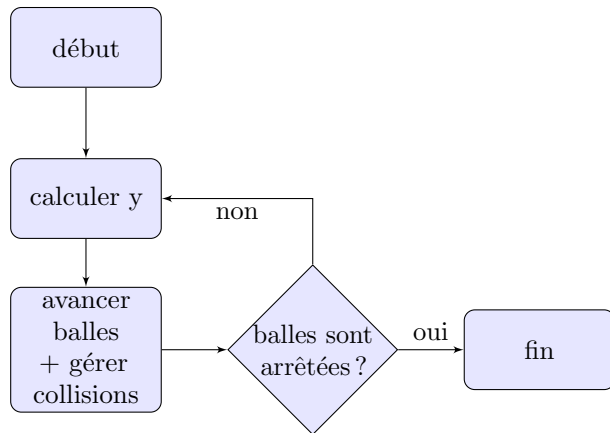 début
calculer y
non
avancer
balles
+ gérer
collisions
balles sont
arrêtées ?
oui
fin